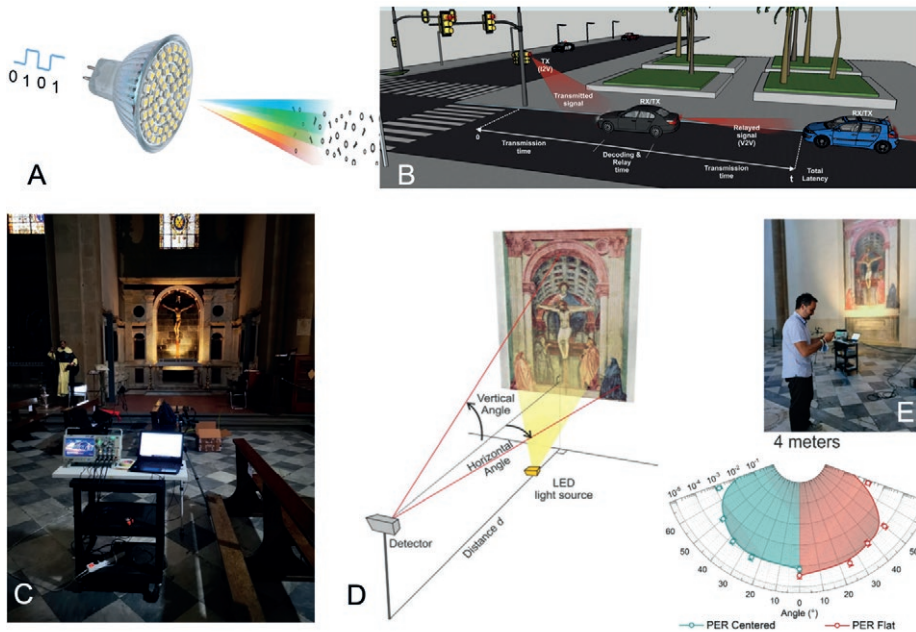 0 1 0 1
A
TX
(I2V)
Transmitted
signal
RX/TX
RX/TX
Relayed
signal
(V2V)
0
Transmission
time
Decoding &
Relay
time
Transmission
time
t
Total
Latency
B
C
Vertical
Angle
Horizontal
Angle
LED
light source
Detector
Distance d
D
E
4 meters
10⁻⁶ 10⁻⁵ 10⁻⁴ 10⁻³ 10⁻² 10⁻¹
60 50 40 30 20 10 0 10 20 30 40 50 60
Angle (°)
PER Centered
PER Flat